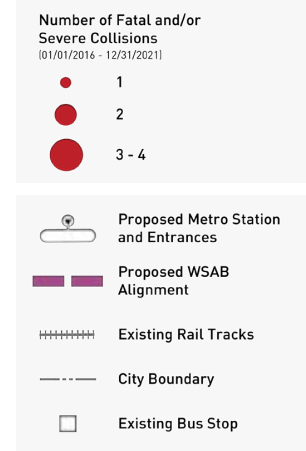 Number of Fatal and/or
Severe Collisions
(01/01/2016 - 12/31/2021)
1
2
3 - 4
Proposed Metro Station
and Entrances
Proposed WSAB
Alignment
Existing Rail Tracks
City Boundary
Existing Bus Stop